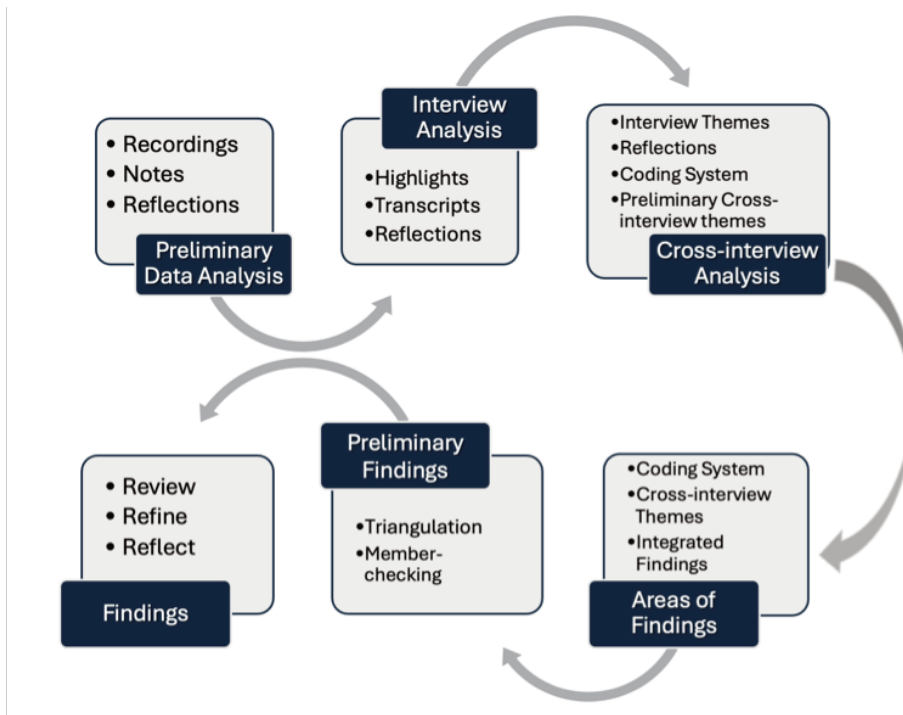 • Recordings
• Notes
• Reflections
Preliminary
Data Analysis
Interview
Analysis
•Highlights
•Transcripts
•Reflections
•Interview Themes
•Reflections
•Coding System
•Preliminary Cross-
interview themes
Cross-interview
Analysis
•Coding System
•Cross-interview
Themes
•Integrated
Findings
Areas of
Findings
Preliminary
Findings
•Triangulation
•Member-
checking
• Review
• Refine
• Reflect
Findings